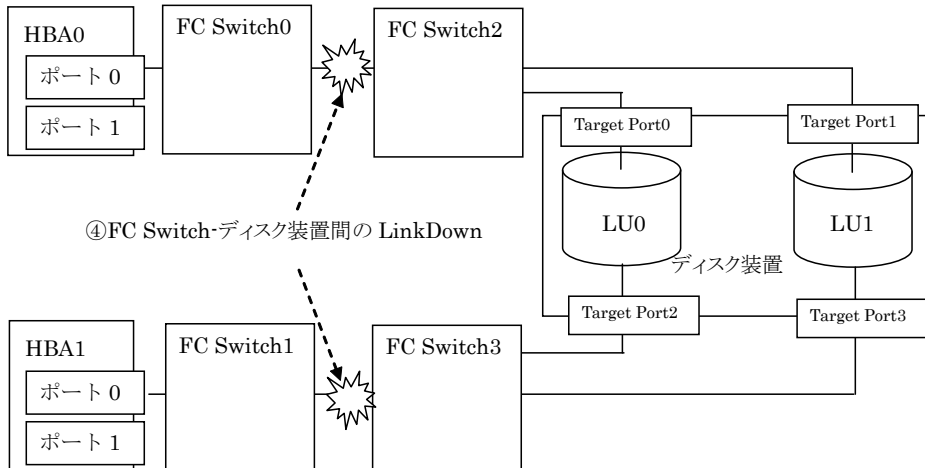 HBA0
ポート 0
ポート 1
FC Switch0
FC Switch2
Target Port0
Target Port1
LU0
LU1
④FC Switch-ディスク装置間の LinkDown
ディスク装置
Target Port2
Target Port3
HBA1
ポート 0
ポート 1
FC Switch1
FC Switch3